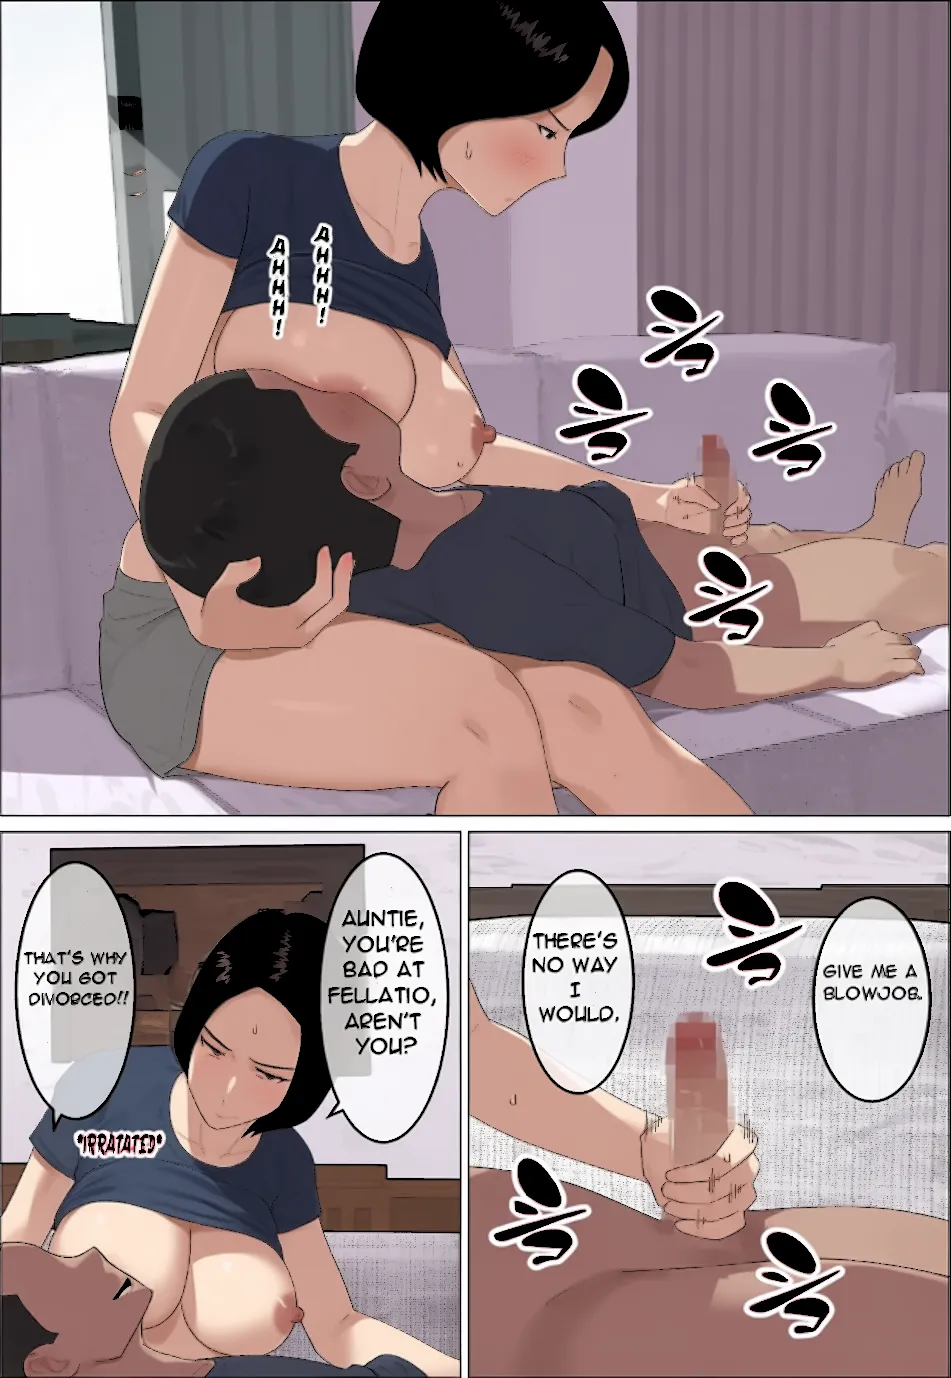 AHHH!
AHHH!
GIVE ME A
BLOWJOB..
THERE'S
NO WAY
I
WOULD.
AUNTIE,
YOU'RE
BAD AT
FELLATIO,
AREN'T
YOU?
THAT'S WHY
YOU GOT
DIVORCED!!
*IRRATATED*